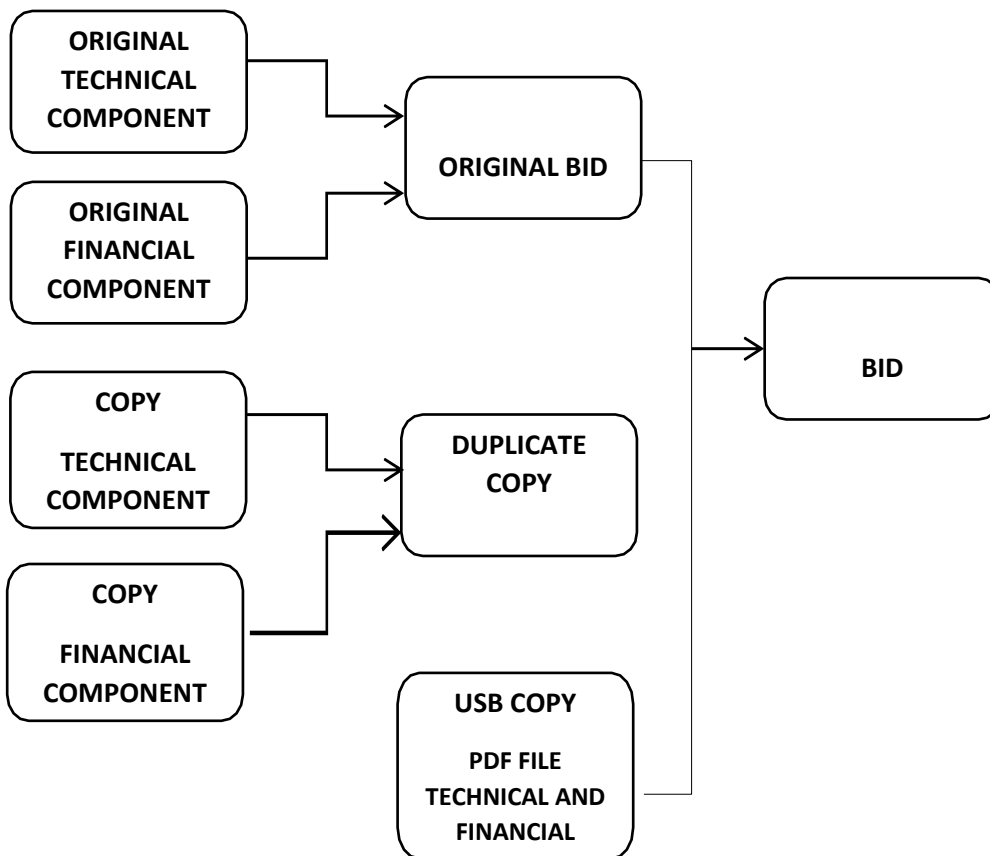 ORIGINAL
TECHNICAL
COMPONENT
ORIGINAL
FINANCIAL
COMPONENT
ORIGINAL BID
COPY
TECHNICAL
COMPONENT
COPY
FINANCIAL
COMPONENT
DUPLICATE
COPY
USB COPY
PDF FILE
TECHNICAL AND
FINANCIAL
BID